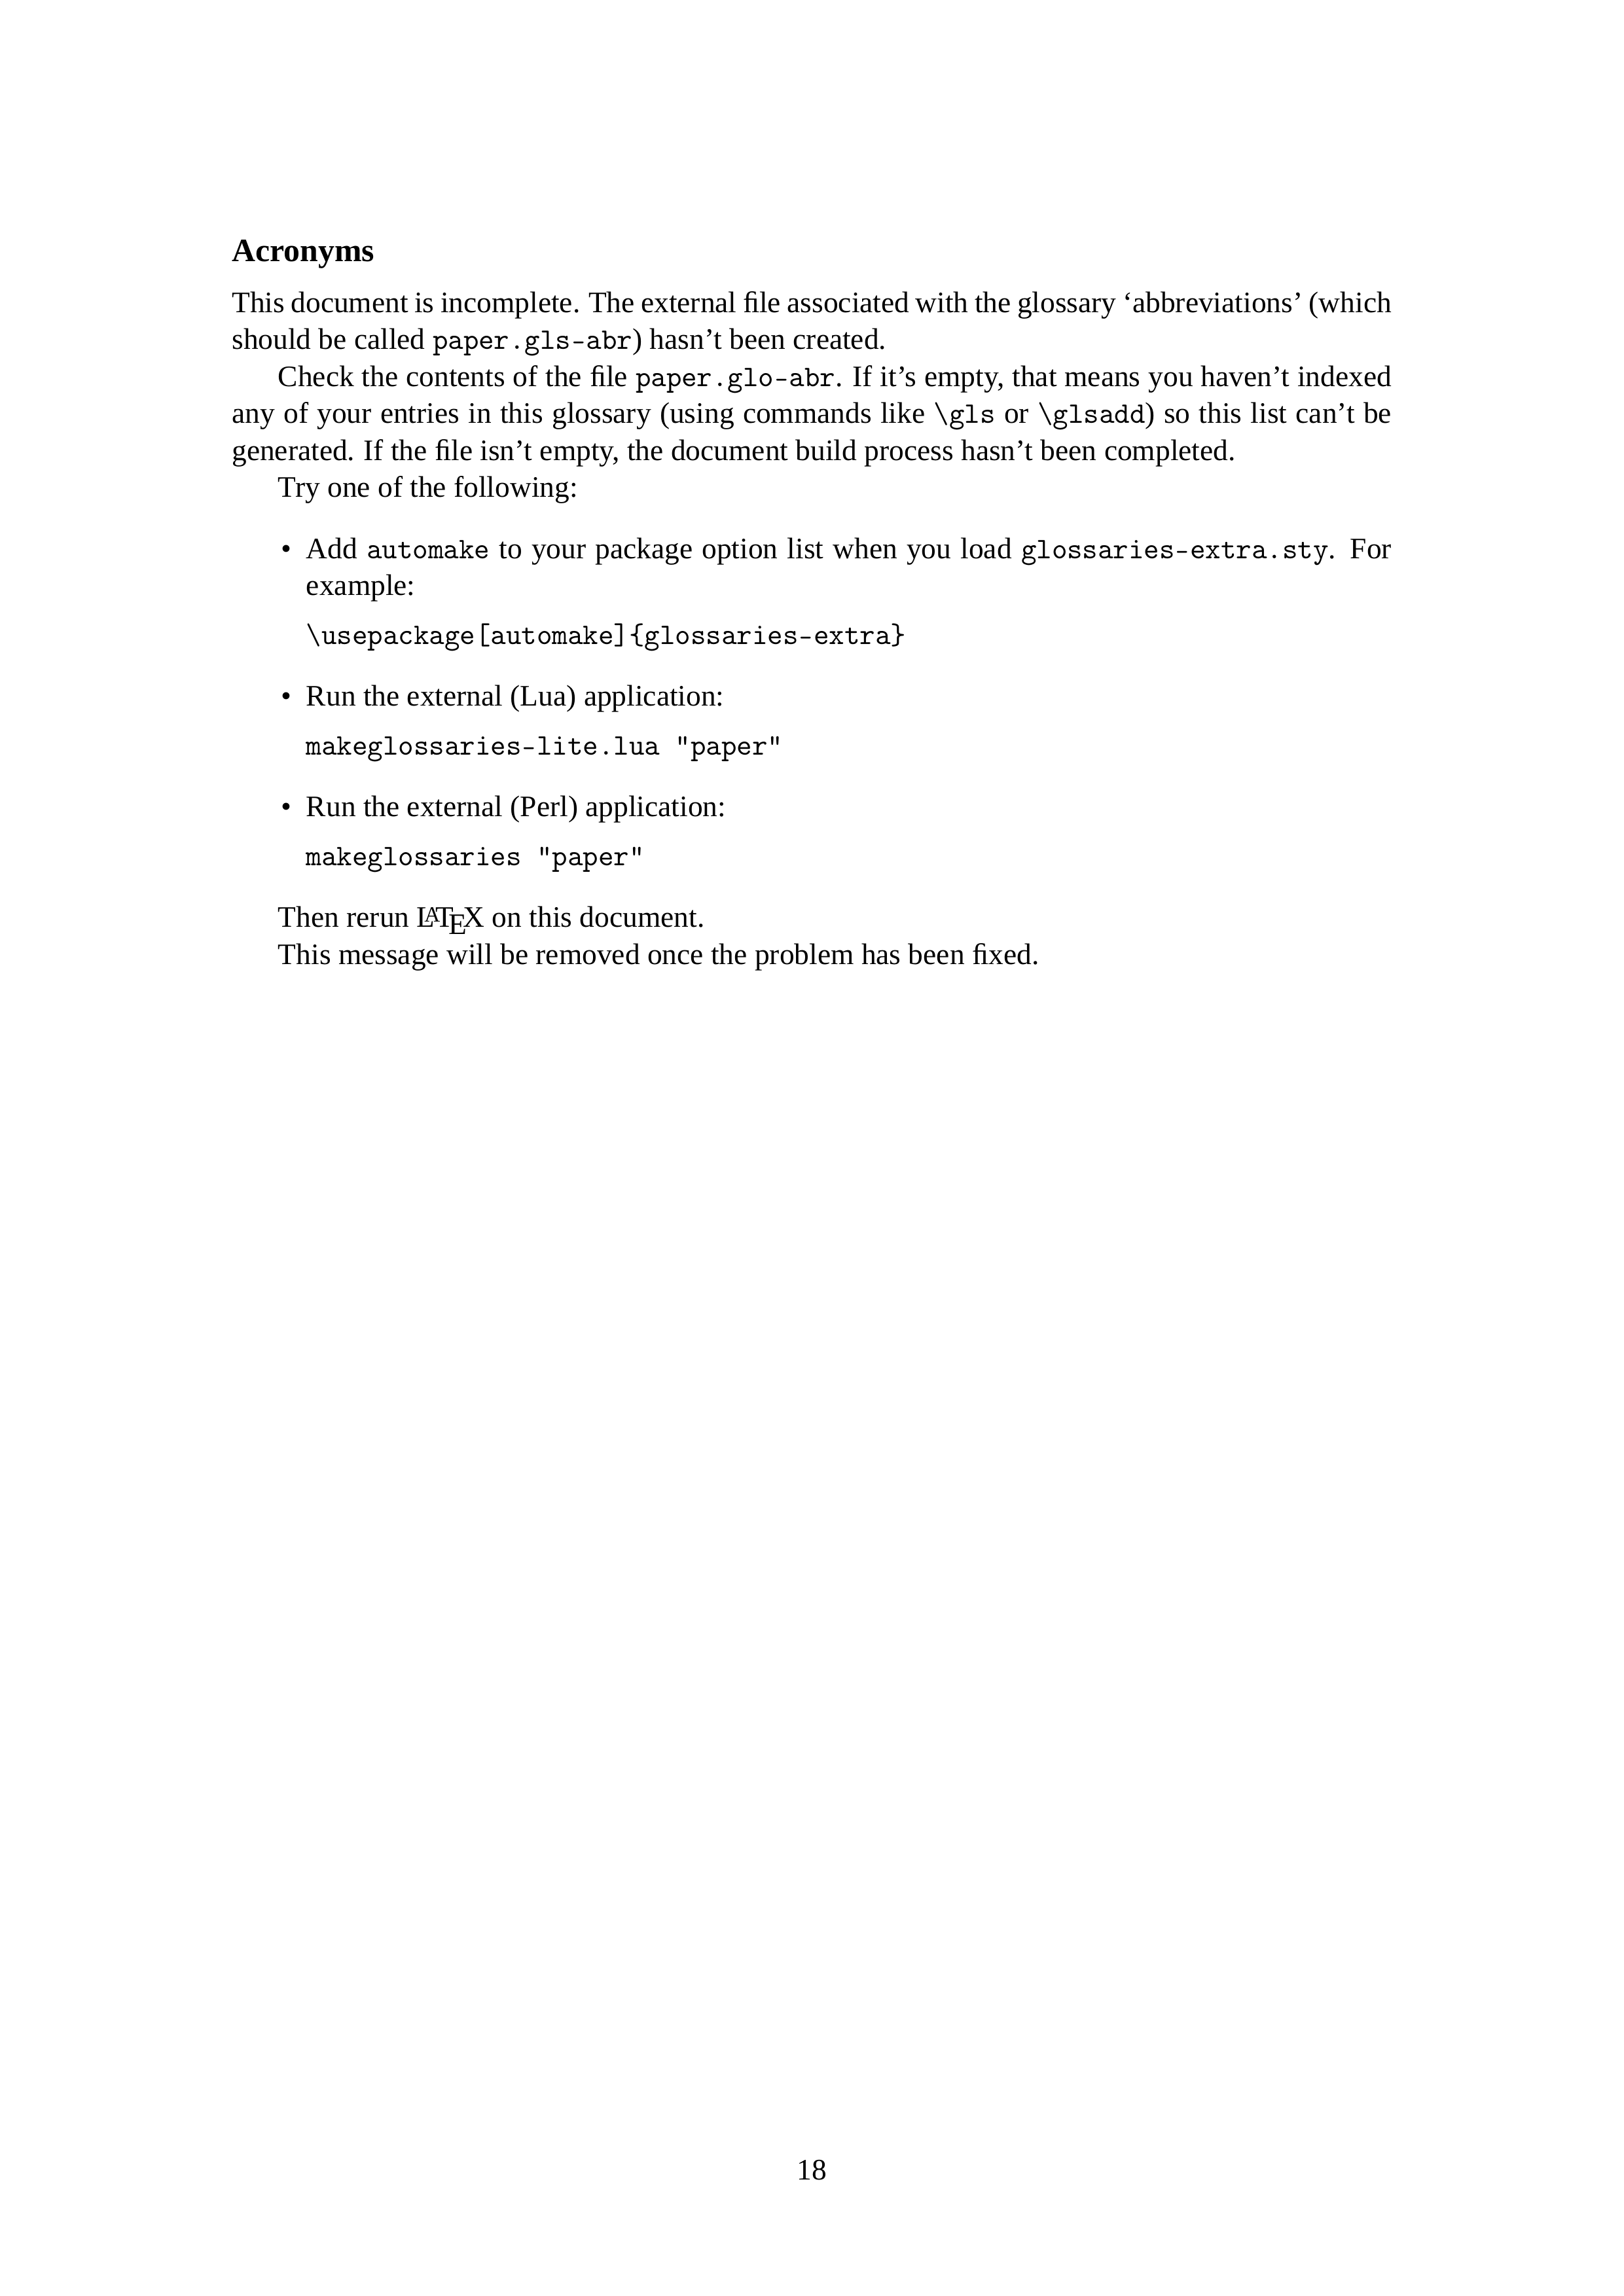 Acronyms
This document is incomplete. The external file associated with the glossary ‘abbreviations’ (which
should be called paper.gls-abr) hasn’t been created.
Check the contents of the file paper.glo-abr. If it’s empty, that means you haven’t indexed
any of your entries in this glossary (using commands like \gls or \glsadd) so this list can’t be
generated. If the file isn’t empty, the document build process hasn’t been completed.
Try one of the following:
• Add automake to your package option list when you load glossaries-extra.sty. For
example:
\usepackage[automake]{glossaries-extra}
• Run the external (Lua) application:
makeglossaries-lite.lua "paper"
• Run the external (Perl) application:
makeglossaries "paper"
Then rerun LATEX on this document.
This message will be removed once the problem has been fixed.
18